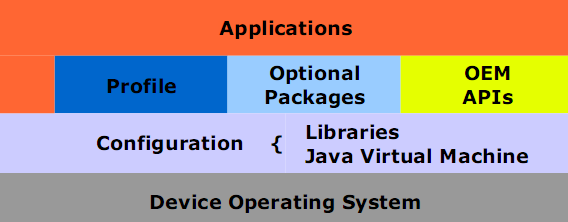 Applications
Profile
Optional
Packages
OEM
APIs
Configuration {
Libraries
Java Virtual Machine
Device Operating System